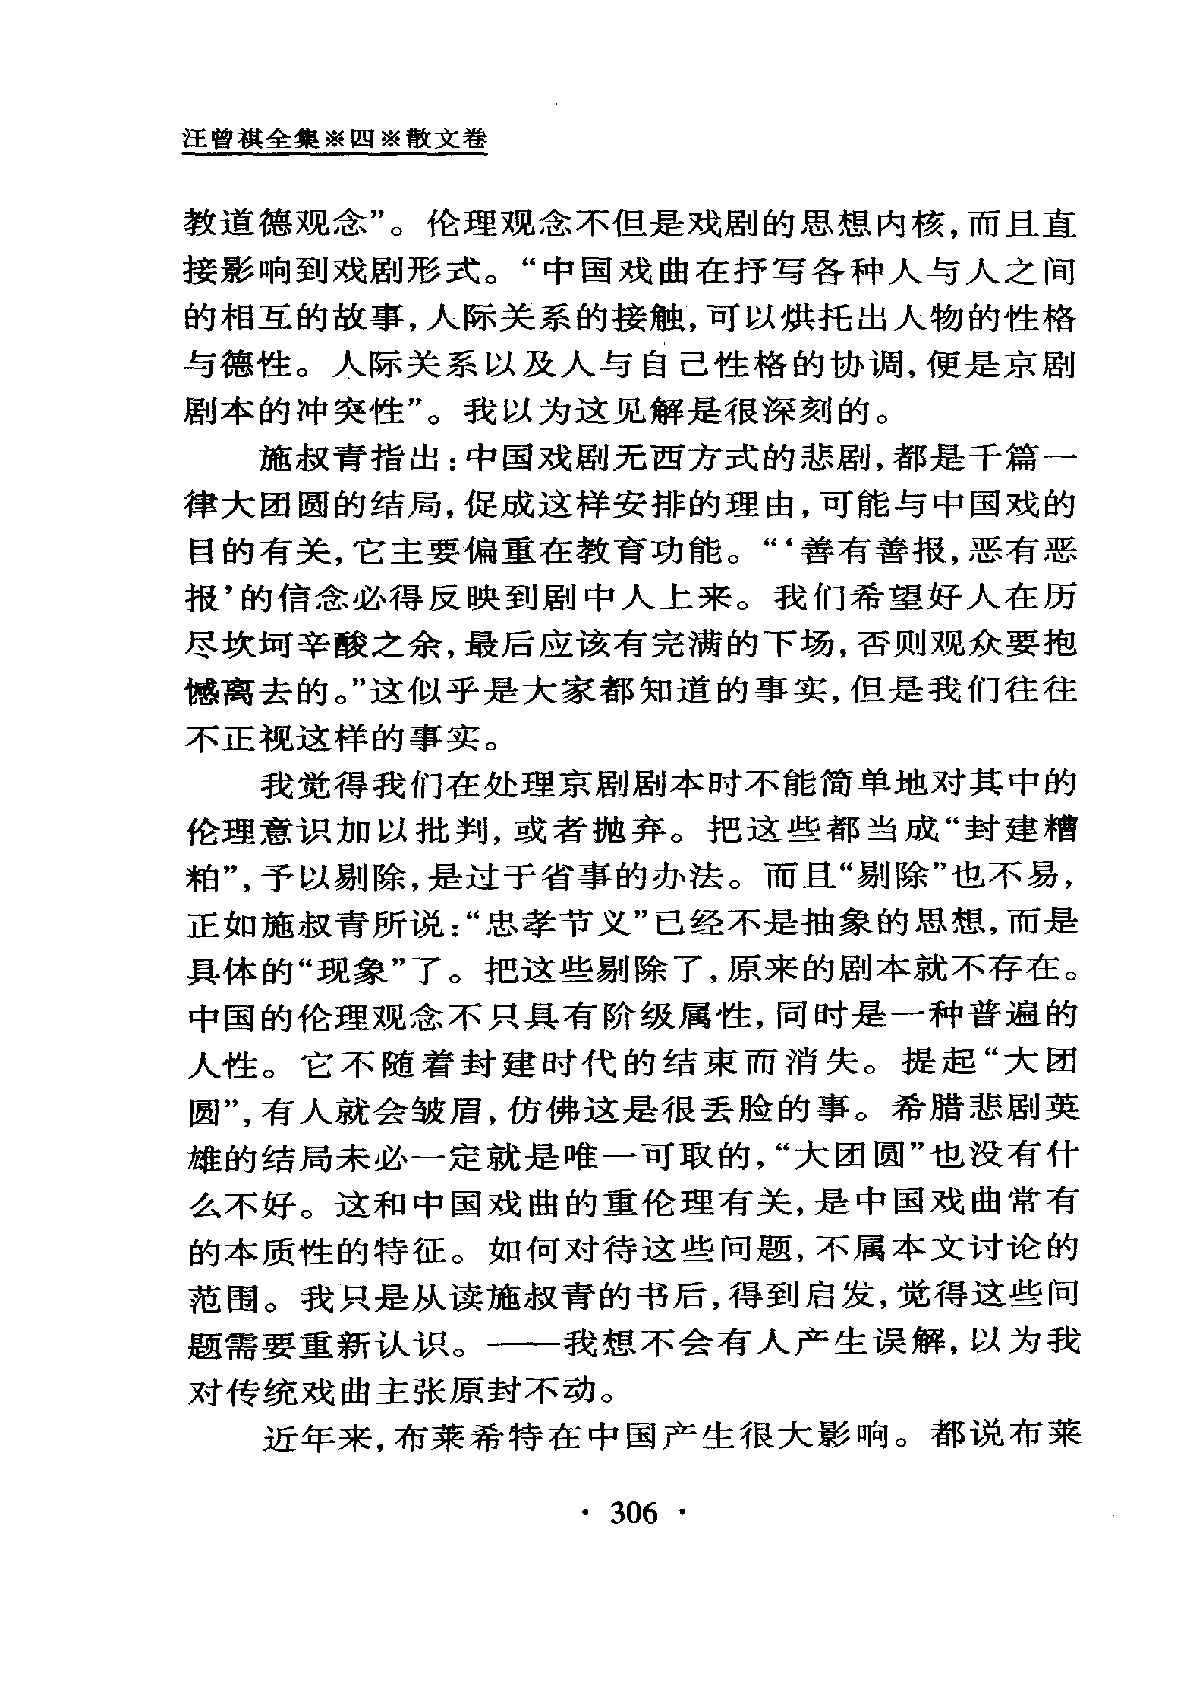 汪曾祺全集※四※散文卷
教道德观念”。伦理观念不但是戏剧的思想内核,而且直
接影响到戏剧形式。“中国戏曲在抒写各种人与人之间
的相互的故事,人际关系的接触,可以烘托出人物的性格
与德性。人际关系以及人与自己性格的协调,便是京剧
剧本的冲突性”。我以为这见解是很深刻的。
施叔青指出:中国戏剧无西方式的悲剧,都是千篇一
律大团圆的结局,促成这样安排的理由,可能与中国戏的
目的有关,它主要偏重在教育功能。“‘善有善报,恶有恶
报’的信念必得反映到剧中人上来。我们希望好人在历
尽坎坷辛酸之余,最后应该有完满的下场,否则观众要抱
憾离去的。”这似乎是大家都知道的事实,但是我们往往
不正视这样的事实。
我觉得我们在处理京剧剧本时不能简单地对其中的
伦理意识加以批判,或者抛弃。把这些都当成“封建糟
粕”,予以剔除,是过于省事的办法。而且“剔除”也不易,
正如施叔青所说:“忠孝节义”已经不是抽象的思想,而是
具体的“现象”了。把这些剔除了,原来的剧本就不存在。
中国的伦理观念不只具有阶级属性,同时是一种普遍的
人性。它不随着封建时代的结束而消失。提起“大团
圆”,有人就会皱眉,仿佛这是很丢脸的事。希腊悲剧英
雄的结局未必一定就是唯一可取的,“大团圆”也没有什
么不好。这和中国戏曲的重伦理有关,是中国戏曲常有
的本质性的特征。如何对待这些问题,不属本文讨论的
范围。我只是从读施叔青的书后,得到启发,觉得这些问
题需要重新认识。——我想不会有人产生误解,以为我
对传统戏曲主张原封不动。
近年来,布莱希特在中国产生很大影响。都说布莱
· 306 ·